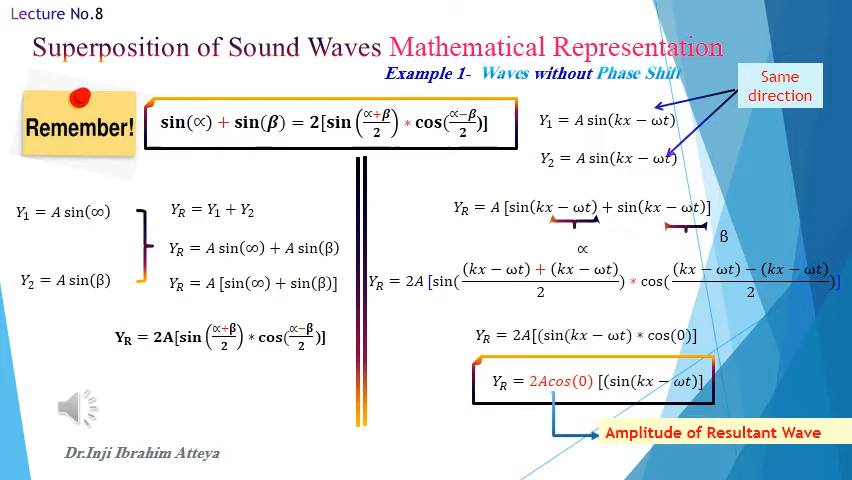 Lecture No.8
Superposition of Sound Waves Mathematical Representation
Example 1- Waves without Phase Shift
Same
direction
Remember!
sin(∝) + sin(β) = 2[sin ((∝+β)/2) * cos((∝−β)/2)]
Y₁ = A sin(kx − ωt)
Y₂ = A sin(kx − ωt)
Y₁ = A sin(∞)
Y₂ = A sin(β)
Y_R = Y₁ + Y₂
Y_R = A sin(∞) + A sin(β)
Y_R = A [sin(∞) + sin(β)]
Y_R = 2A[sin ((∝+β)/2) * cos((∝−β)/2)]
Y_R = A [sin(kx − ωt) + sin(kx − ωt)]
∝
β
Y_R = 2A [sin(((kx − ωt) + (kx − ωt))/2) * cos(((kx − ωt) − (kx − ωt))/2)]
Y_R = 2A[(sin(kx − ωt) * cos(0)]
Y_R = 2Acos(0) [(sin(kx − ωt)]
Amplitude of Resultant Wave
Dr.Inji Ibrahim Atteya